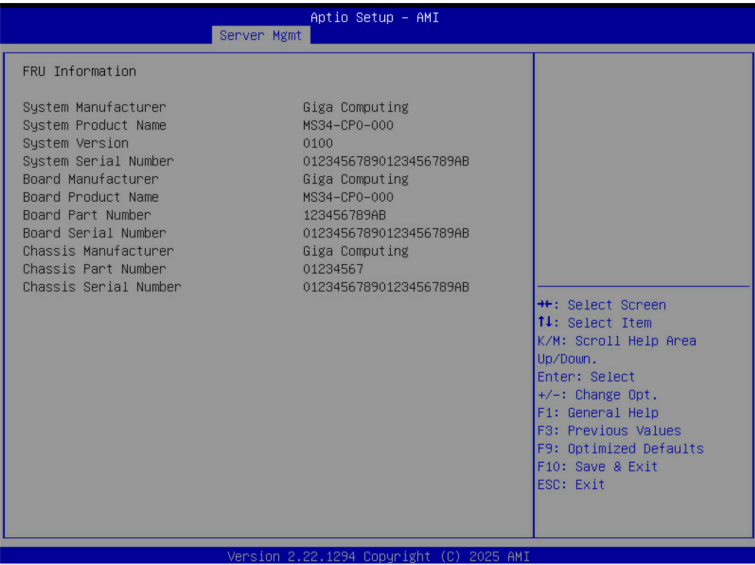 Aptio Setup – AMI
Server Mgmt
FRU Information
System Manufacturer Giga Computing
System Product Name MS34-CP0-000
System Version 0100
System Serial Number 01234567890123456789AB
Board Manufacturer Giga Computing
Board Product Name MS34-CP0-000
Board Part Number 123456789AB
Board Serial Number 01234567890123456789AB
Chassis Manufacturer Giga Computing
Chassis Part Number 01234567
Chassis Serial Number 01234567890123456789AB
→←: Select Screen
↑↓: Select Item
K/M: Scroll Help Area
Up/Down.
Enter: Select
+/-: Change Opt.
F1: General Help
F3: Previous Values
F9: Optimized Defaults
F10: Save & Exit
ESC: Exit
Version 2.22.1294 Copyright (C) 2025 AMI